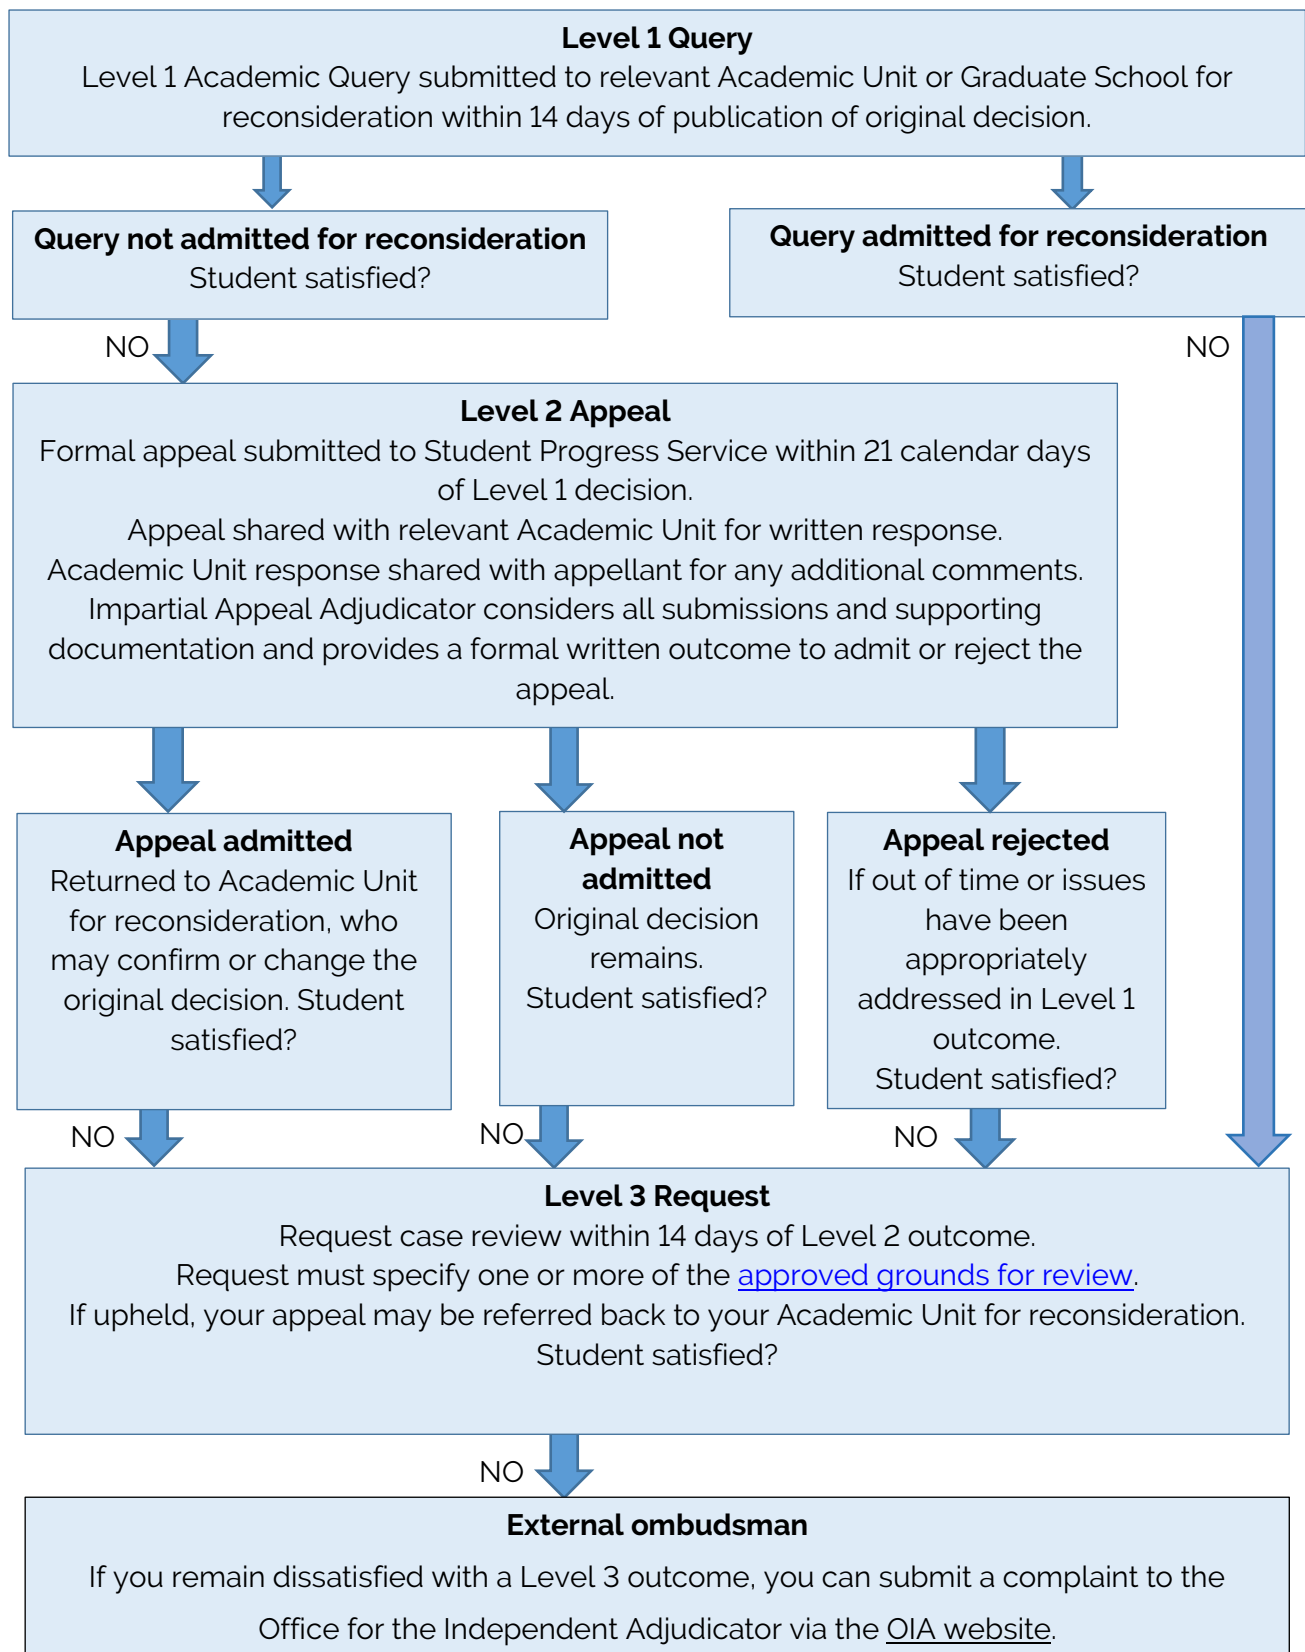 Level 1 Query
Level 1 Academic Query submitted to relevant Academic Unit or Graduate School for
reconsideration within 14 days of publication of original decision.
Query not admitted for reconsideration
Student satisfied?
Query admitted for reconsideration
Student satisfied?
NO
NO
Level 2 Appeal
Formal appeal submitted to Student Progress Service within 21 calendar days
of Level 1 decision.
Appeal shared with relevant Academic Unit for written response.
Academic Unit response shared with appellant for any additional comments.
Impartial Appeal Adjudicator considers all submissions and supporting
documentation and provides a formal written outcome to admit or reject the
appeal.
Appeal admitted
Returned to Academic Unit
for reconsideration, who
may confirm or change the
original decision. Student
satisfied?
Appeal not
admitted
Original decision
remains.
Student satisfied?
Appeal rejected
If out of time or issues
have been
appropriately
addressed in Level 1
outcome.
Student satisfied?
NO
NO
NO
Level 3 Request
Request case review within 14 days of Level 2 outcome.
Request must specify one or more of the approved grounds for review.
If upheld, your appeal may be referred back to your Academic Unit for reconsideration.
Student satisfied?
NO
External ombudsman
If you remain dissatisfied with a Level 3 outcome, you can submit a complaint to the
Office for the Independent Adjudicator via the OIA website.